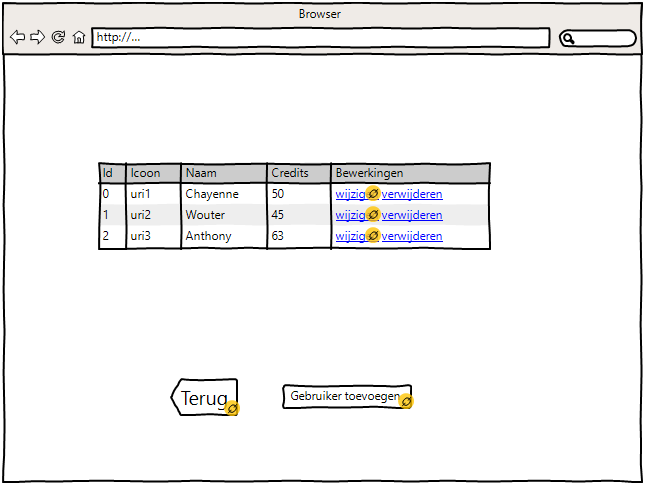 Browser
http://...
Id Icoon Naam Credits Bewerkingen
0 uri1 Chayenne 50 wijzig verwijderen
1 uri2 Wouter 45 wijzig verwijderen
2 uri3 Anthony 63 wijzig verwijderen
Terug Gebruiker toevoegen